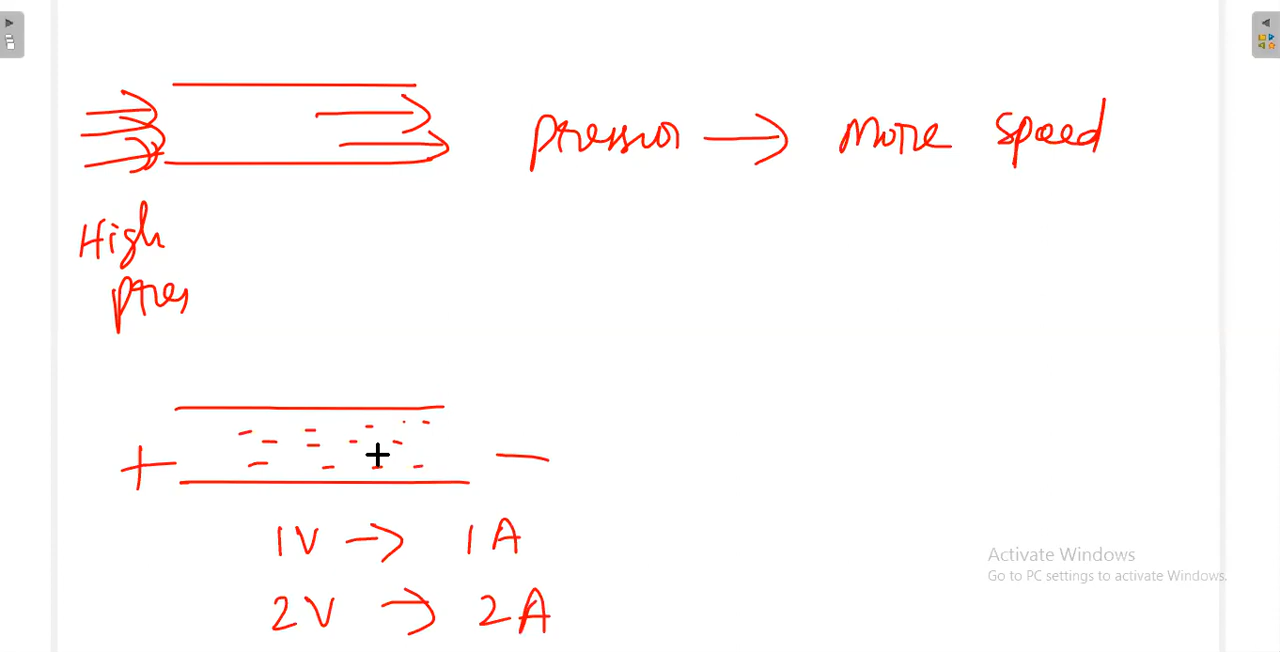 pressur → More speed
High
pres
+ −
1V → 1A
2V → 2A
Activate Windows
Go to PC settings to activate Windows.